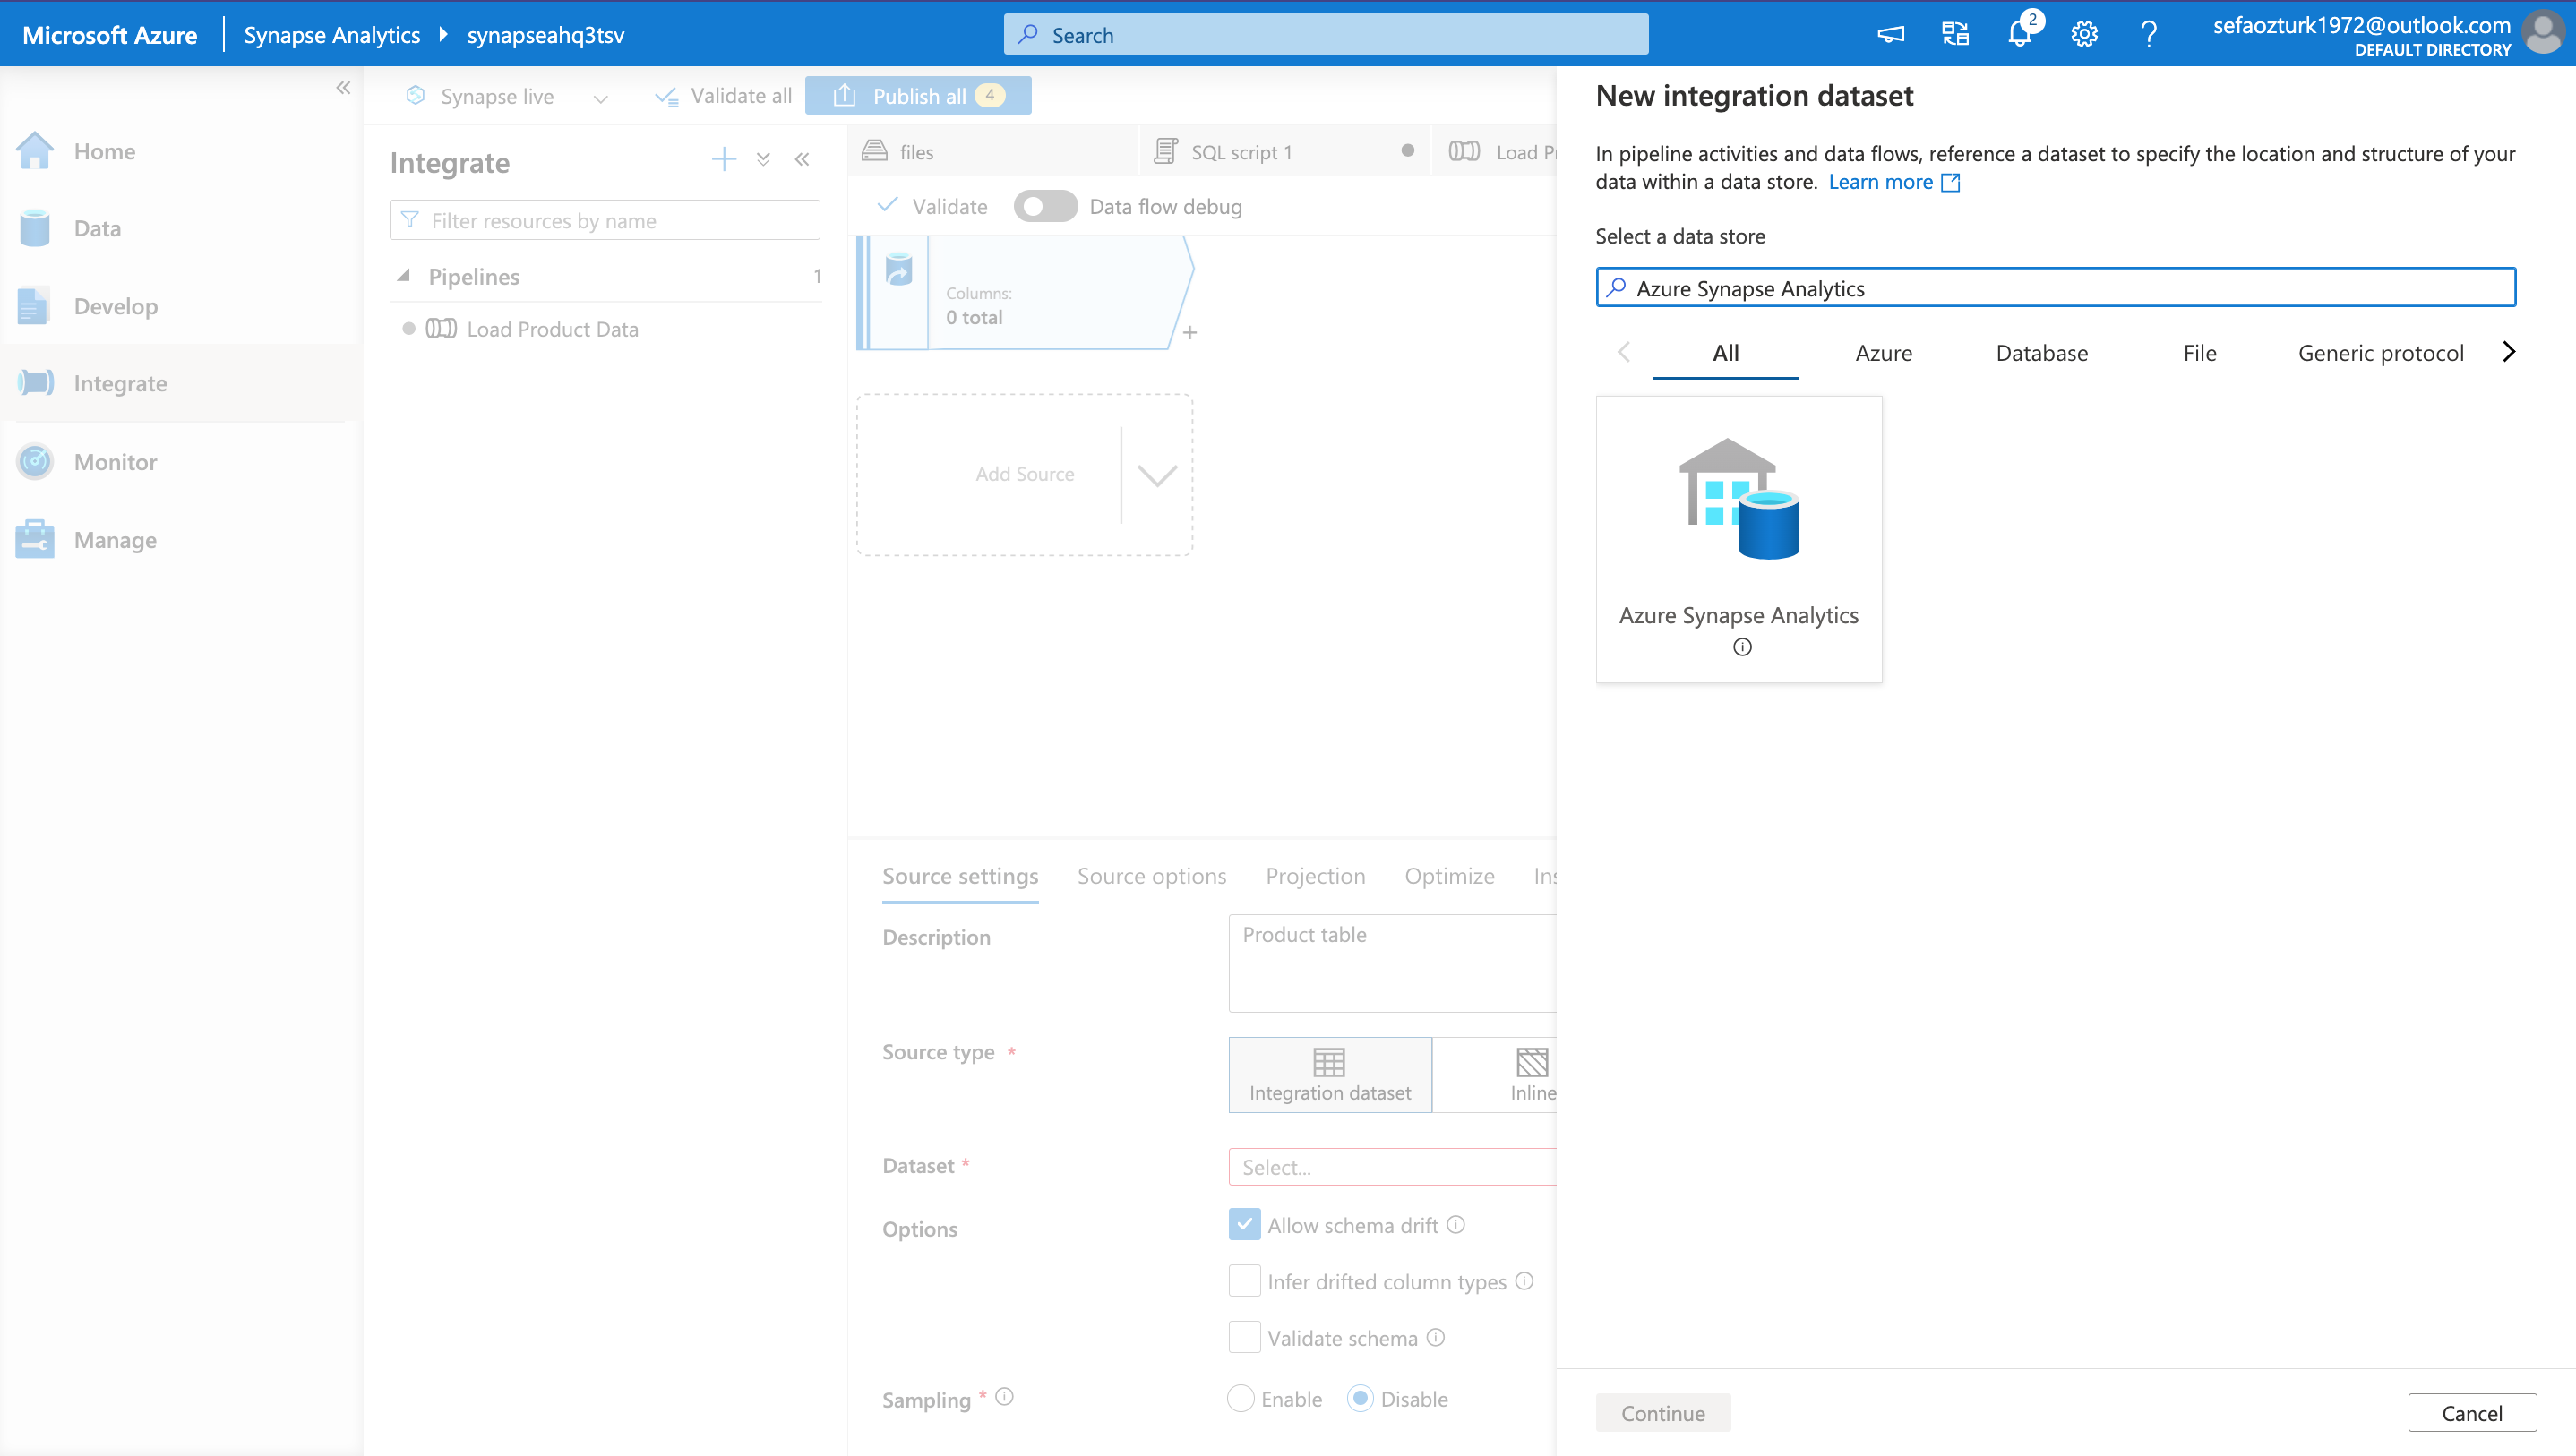 Microsoft Azure
Synapse Analytics
synapseahq3tsv
Search
2
sefaozturk1972@outlook.com
DEFAULT DIRECTORY
Home
Data
Develop
Integrate
Monitor
Manage
Synapse live
Validate all
Publish all
4
Integrate
Filter resources by name
Pipelines
1
Load Product Data
files
SQL script 1
Load
Validate
Data flow debug
Columns:
0 total
+
Add Source
Source settings
Source options
Projection
Optimize
Description
Product table
Source type *
Integration dataset
Inline
Dataset *
Select...
Options
Allow schema drift
Infer drifted column types
Validate schema
Sampling *
Enable
Disable
New integration dataset
In pipeline activities and data flows, reference a dataset to specify the location and structure of your
data within a data store. Learn more
Select a data store
Azure Synapse Analytics
All
Azure
Database
File
Generic protocol
Azure Synapse Analytics
Continue
Cancel